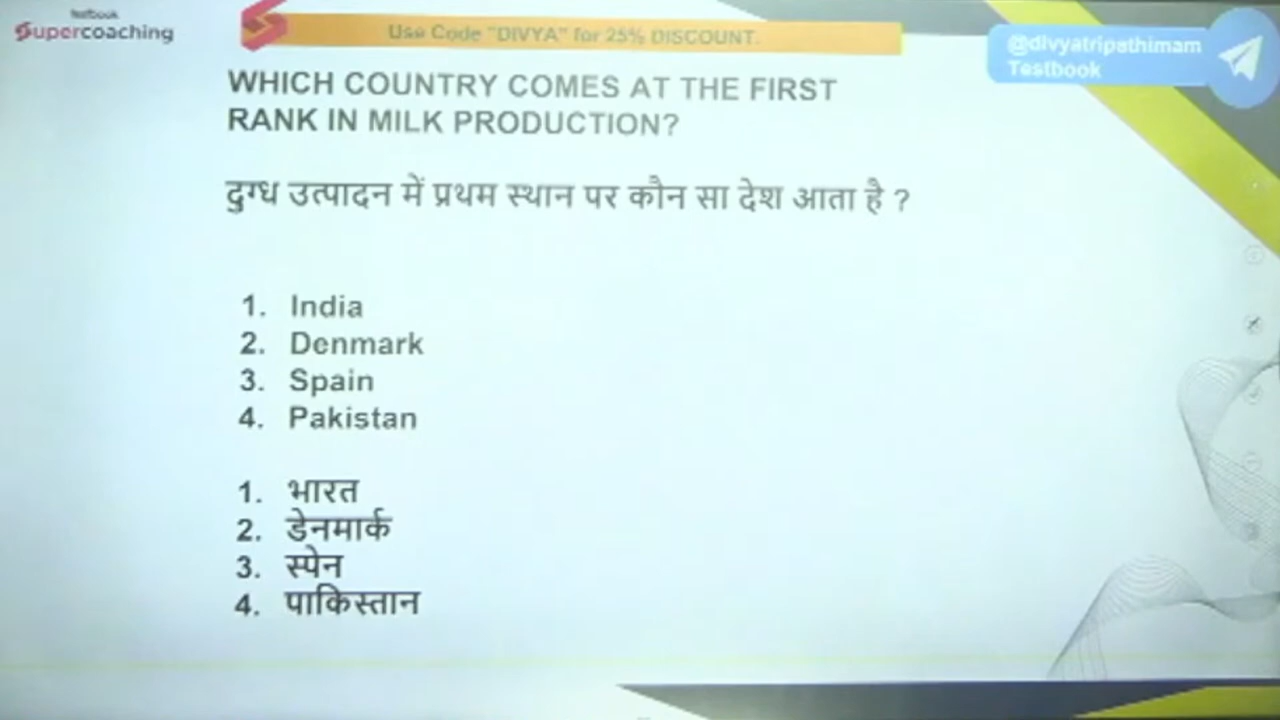 testbook
Supercoaching
Use Code "DIVYA" for 25% DISCOUNT.
@divyatripathimam
Testbook
WHICH COUNTRY COMES AT THE FIRST
RANK IN MILK PRODUCTION?
दुग्ध उत्पादन में प्रथम स्थान पर कौन सा देश आता है ?
1. India
2. Denmark
3. Spain
4. Pakistan
1. भारत
2. डेनमार्क
3. स्पेन
4. पाकिस्तान